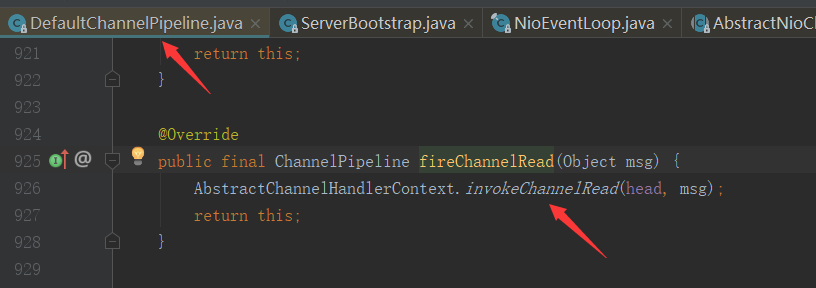 DefaultChannelPipeline.java × ServerBootstrap.java × NioEventLoop.java × AbstractNioCl
921 return this;
922 }
923
924 @Override
925 public final ChannelPipeline fireChannelRead(Object msg) {
926 AbstractChannelHandlerContext.invokeChannelRead(head, msg);
927 return this;
928 }
929